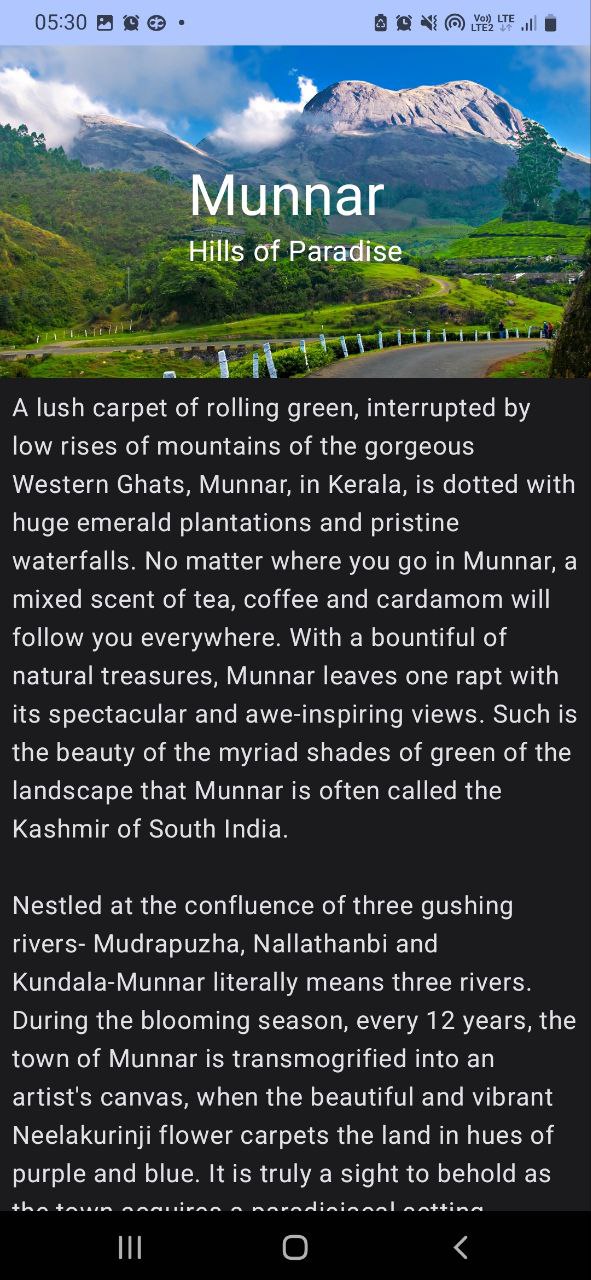 05:30
Vo)) LTE
LTE2
Munnar
Hills of Paradise
A lush carpet of rolling green, interrupted by
low rises of mountains of the gorgeous
Western Ghats, Munnar, in Kerala, is dotted with
huge emerald plantations and pristine
waterfalls. No matter where you go in Munnar, a
mixed scent of tea, coffee and cardamom will
follow you everywhere. With a bountiful of
natural treasures, Munnar leaves one rapt with
its spectacular and awe-inspiring views. Such is
the beauty of the myriad shades of green of the
landscape that Munnar is often called the
Kashmir of South India.
Nestled at the confluence of three gushing
rivers- Mudrapuzha, Nallathanbi and
Kundala-Munnar literally means three rivers.
During the blooming season, every 12 years, the
town of Munnar is transmogrified into an
artist's canvas, when the beautiful and vibrant
Neelakurinji flower carpets the land in hues of
purple and blue. It is truly a sight to behold as
the town acquires a paradisiacal setting